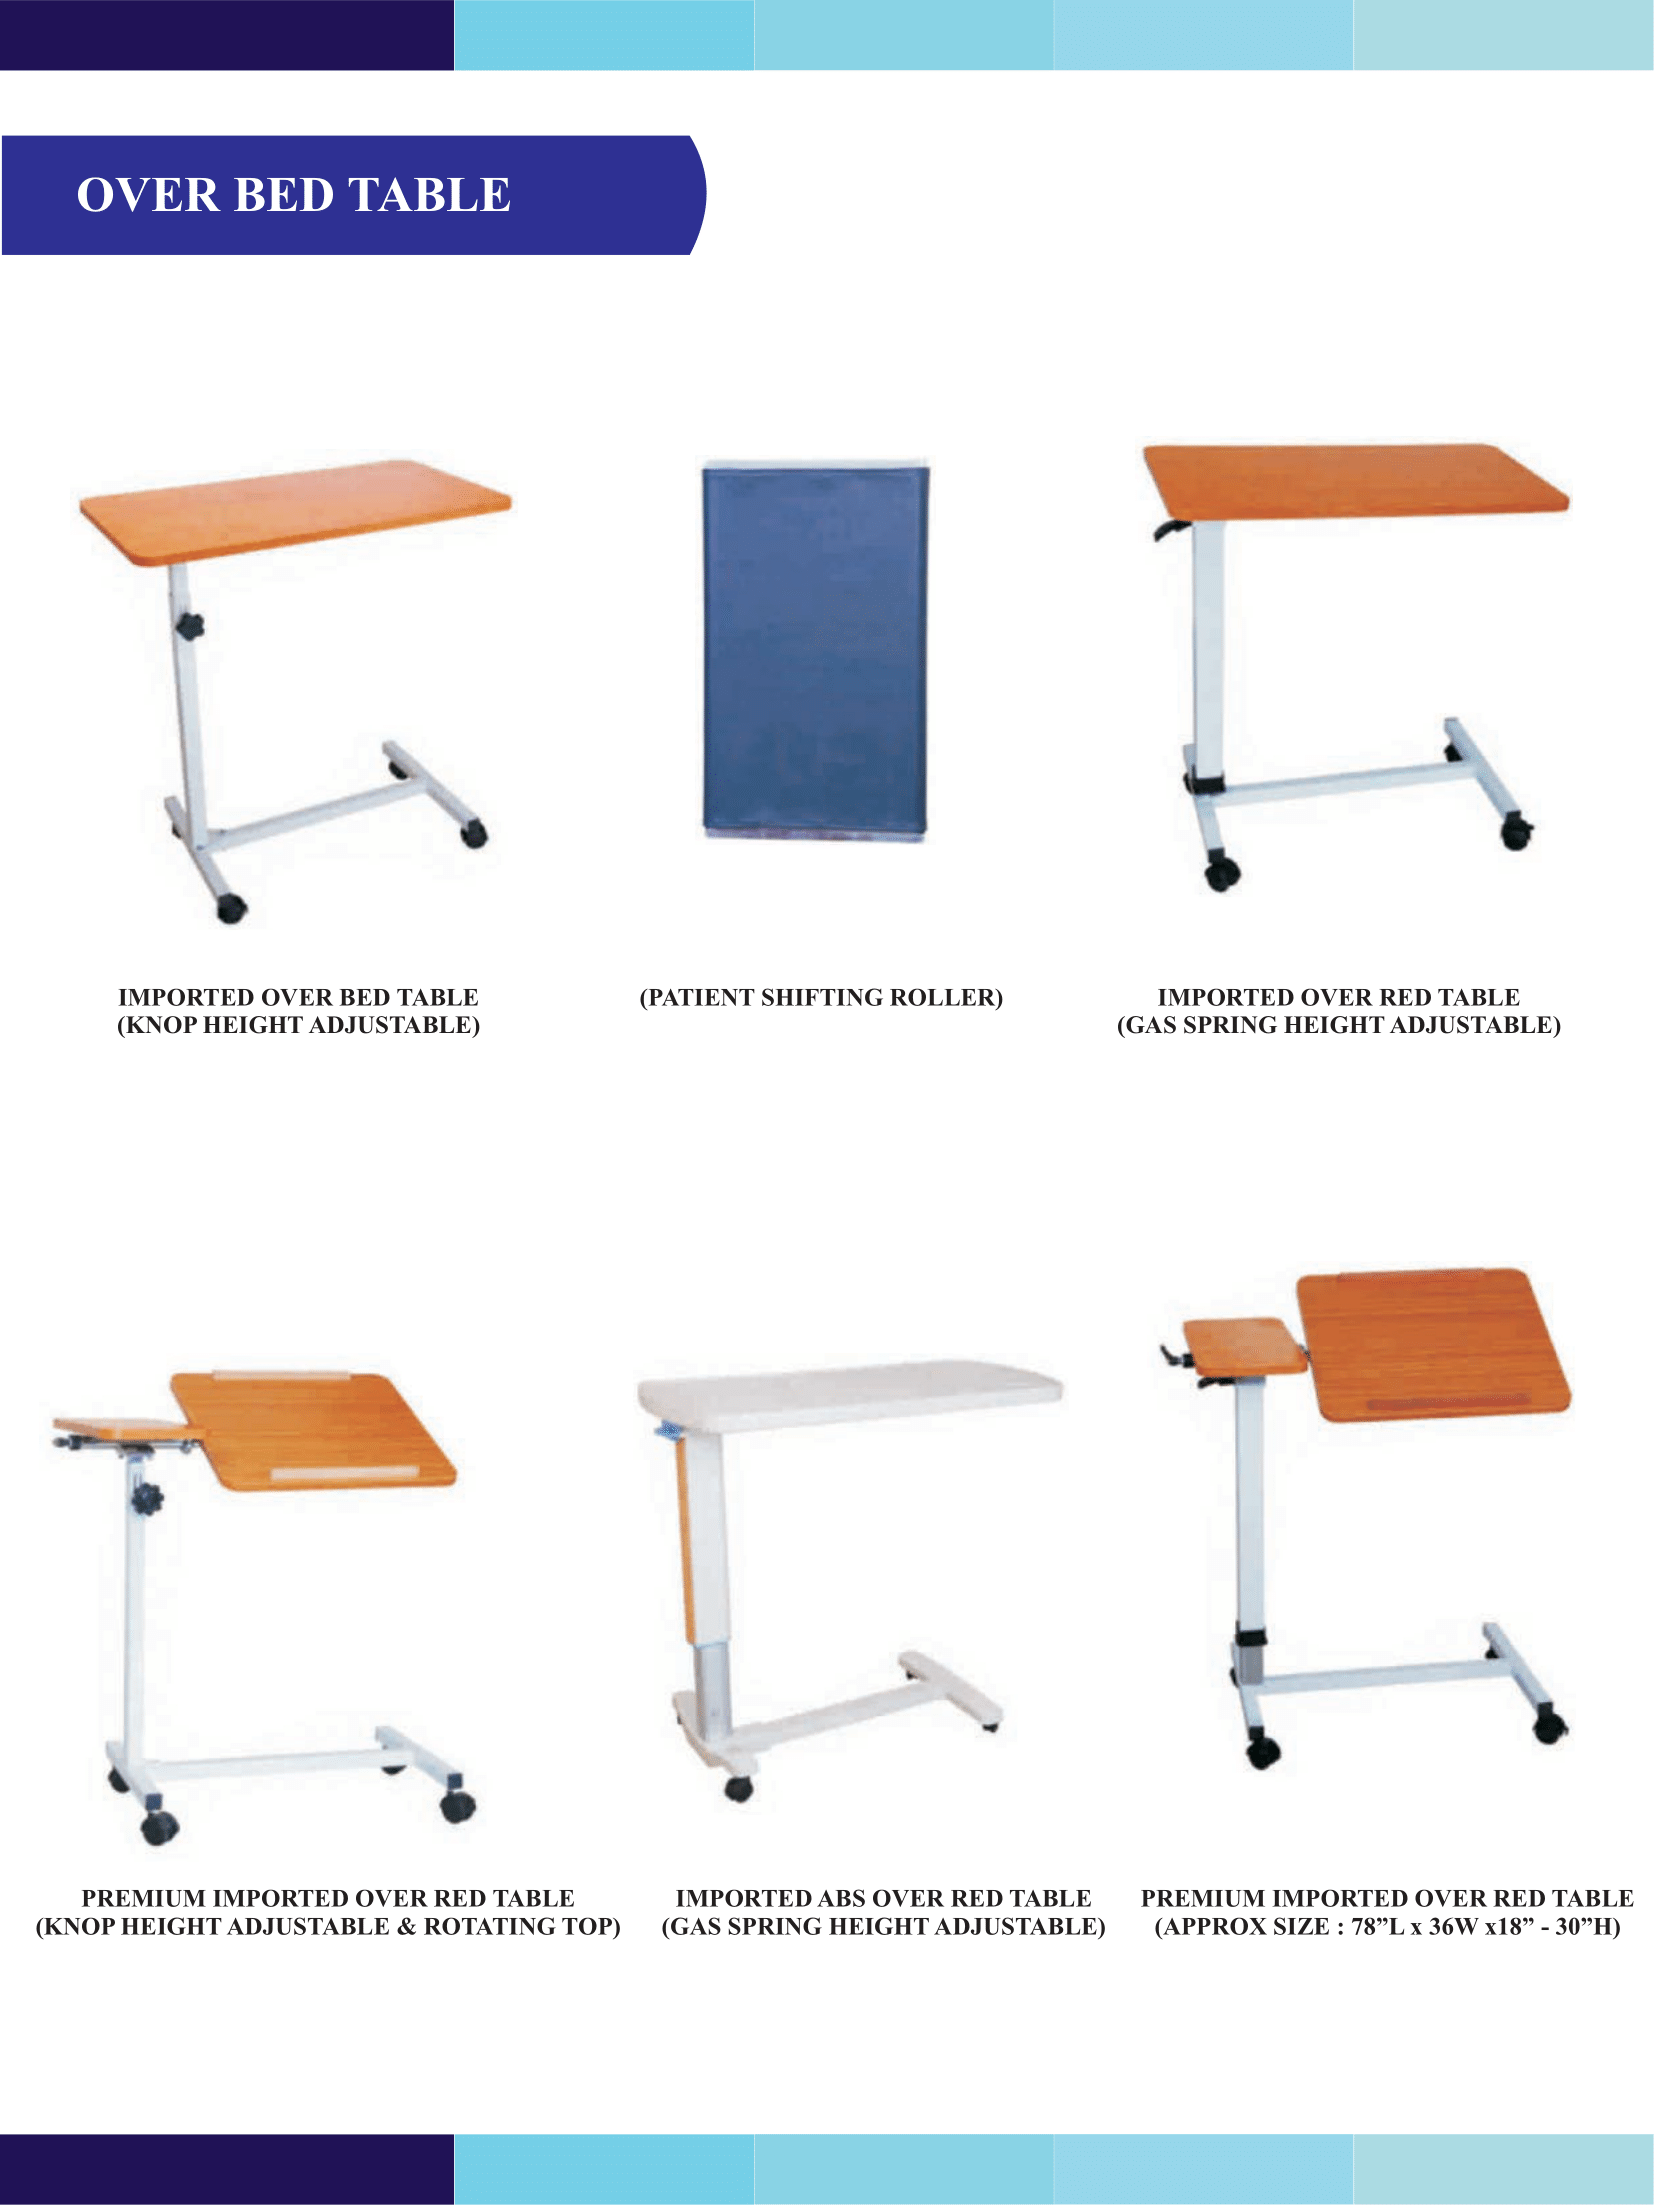 OVER BED TABLE
IMPORTED OVER BED TABLE
(KNOP HEIGHT ADJUSTABLE)
(PATIENT SHIFTING ROLLER)
IMPORTED OVER RED TABLE
(GAS SPRING HEIGHT ADJUSTABLE)
PREMIUM IMPORTED OVER RED TABLE
(KNOP HEIGHT ADJUSTABLE & ROTATING TOP)
IMPORTED ABS OVER RED TABLE
(GAS SPRING HEIGHT ADJUSTABLE)
PREMIUM IMPORTED OVER RED TABLE
(APPROX SIZE : 78”L x 36W x18” - 30”H)